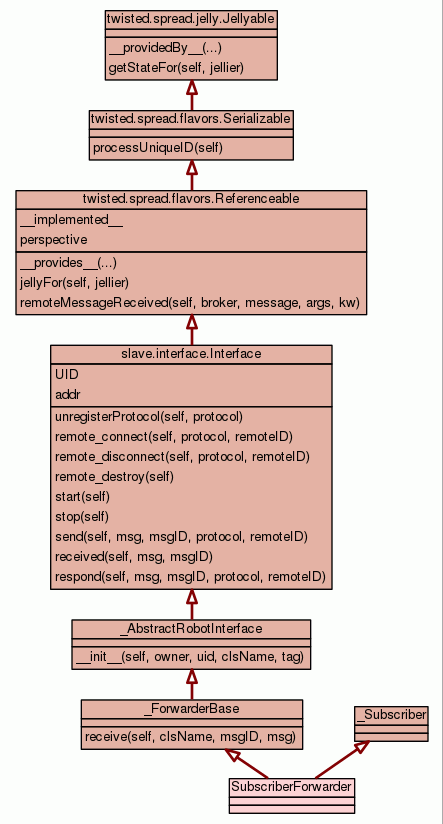 twisted.spread.jelly.Jellyable
__providedBy__(...)
getStateFor(self, jellier)
twisted.spread.flavors.Serializable
processUniqueID(self)
twisted.spread.flavors.Referenceable
__implemented__
perspective
__provides__(...)
jellyFor(self, jellier)
remoteMessageReceived(self, broker, message, args, kw)
slave.interface.Interface
UID
addr
unregisterProtocol(self, protocol)
remote_connect(self, protocol, remoteID)
remote_disconnect(self, protocol, remoteID)
remote_destroy(self)
start(self)
stop(self)
send(self, msg, msgID, protocol, remoteID)
received(self, msg, msgID)
respond(self, msg, msgID, protocol, remoteID)
_AbstractRobotInterface
__init__(self, owner, uid, clsName, tag)
_ForwarderBase
receive(self, clsName, msgID, msg)
_Subscriber
SubscriberForwarder